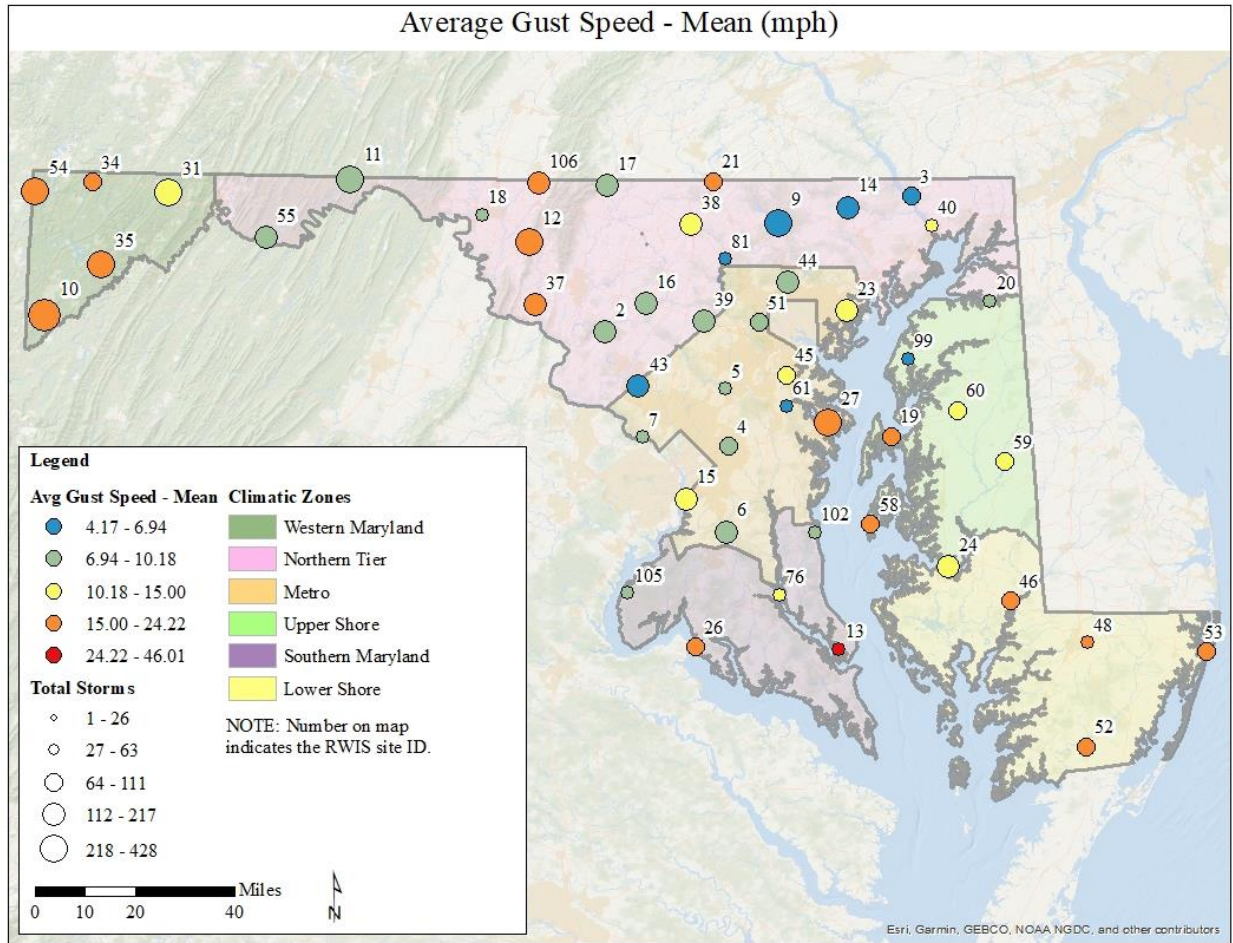 Average Gust Speed - Mean (mph)
54
34
31
11
106
17
21
14
3
18
12
38
9
40
55
81
35
44
10
37
16
39
51
23
20
2
99
43
5
45
61
27
60
7
4
19
59
15
6
102
58
24
105
76
46
26
13
48
53
52
Legend
Avg Gust Speed - Mean
4.17 - 6.94
6.94 - 10.18
10.18 - 15.00
15.00 - 24.22
24.22 - 46.01
Total Storms
1 - 26
27 - 63
64 - 111
112 - 217
218 - 428
Climatic Zones
Western Maryland
Northern Tier
Metro
Upper Shore
Southern Maryland
Lower Shore
NOTE: Number on map
indicates the RWIS site ID.
Miles
0 10 20 40
N
Esri, Garmin, GEBCO, NOAA NGDC, and other contributors